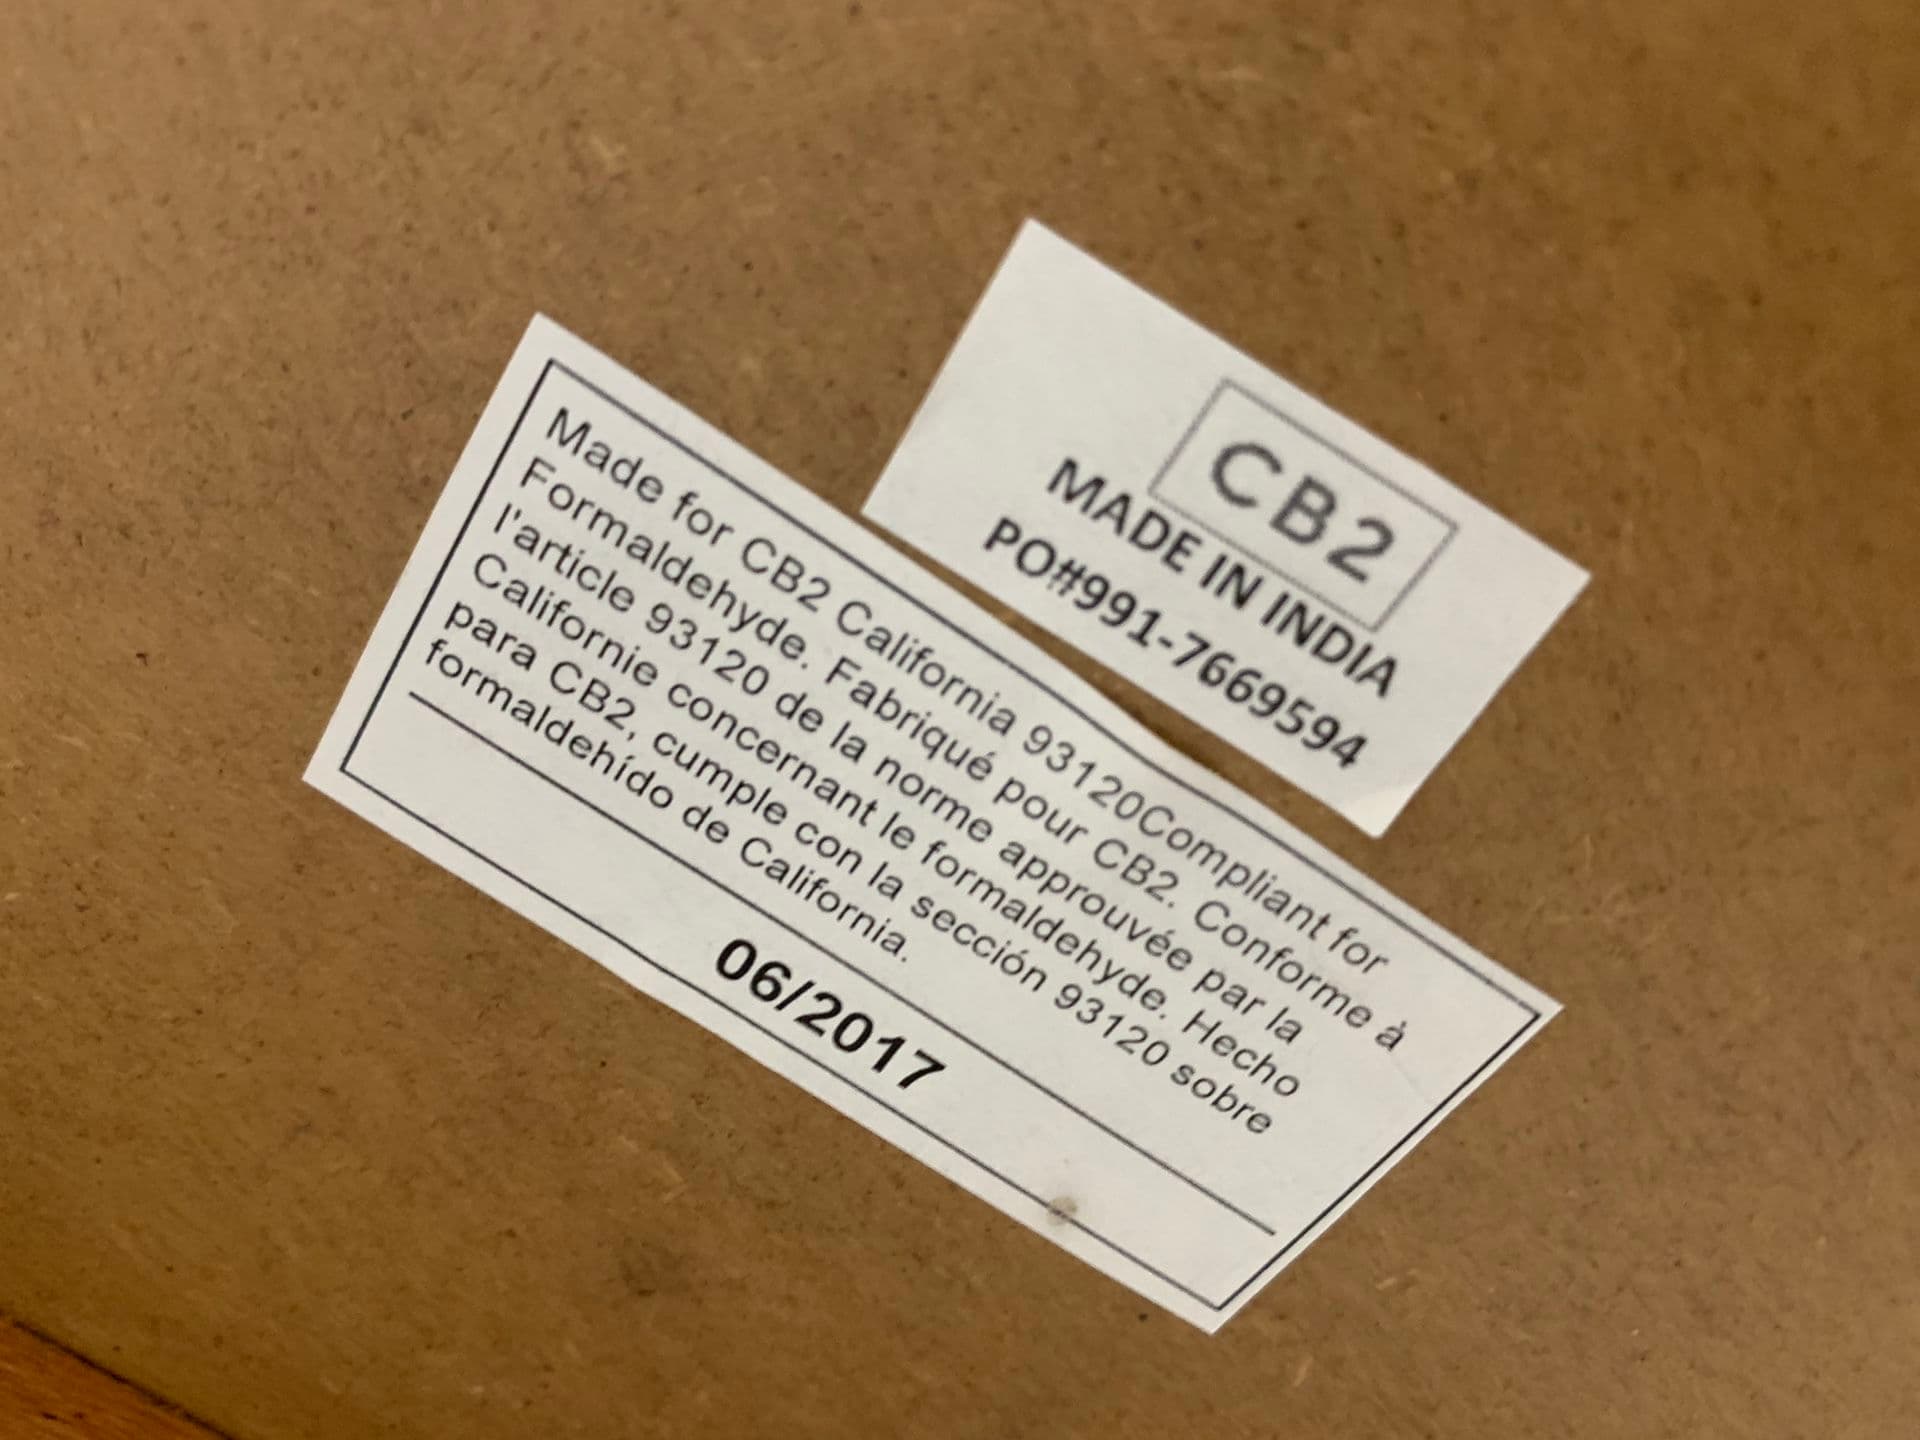 CB2
MADE IN INDIA
PO#991-7669594
Made for CB2 California 93120Compliant for
Formaldehyde. Fabriqué pour CB2. Conforme à
l'article 93120 de la norme approuvée par la
Californie concernant le formaldehyde. Hecho
para CB2, cumple con la sección 93120 sobre
formaldehído de California.
06/2017